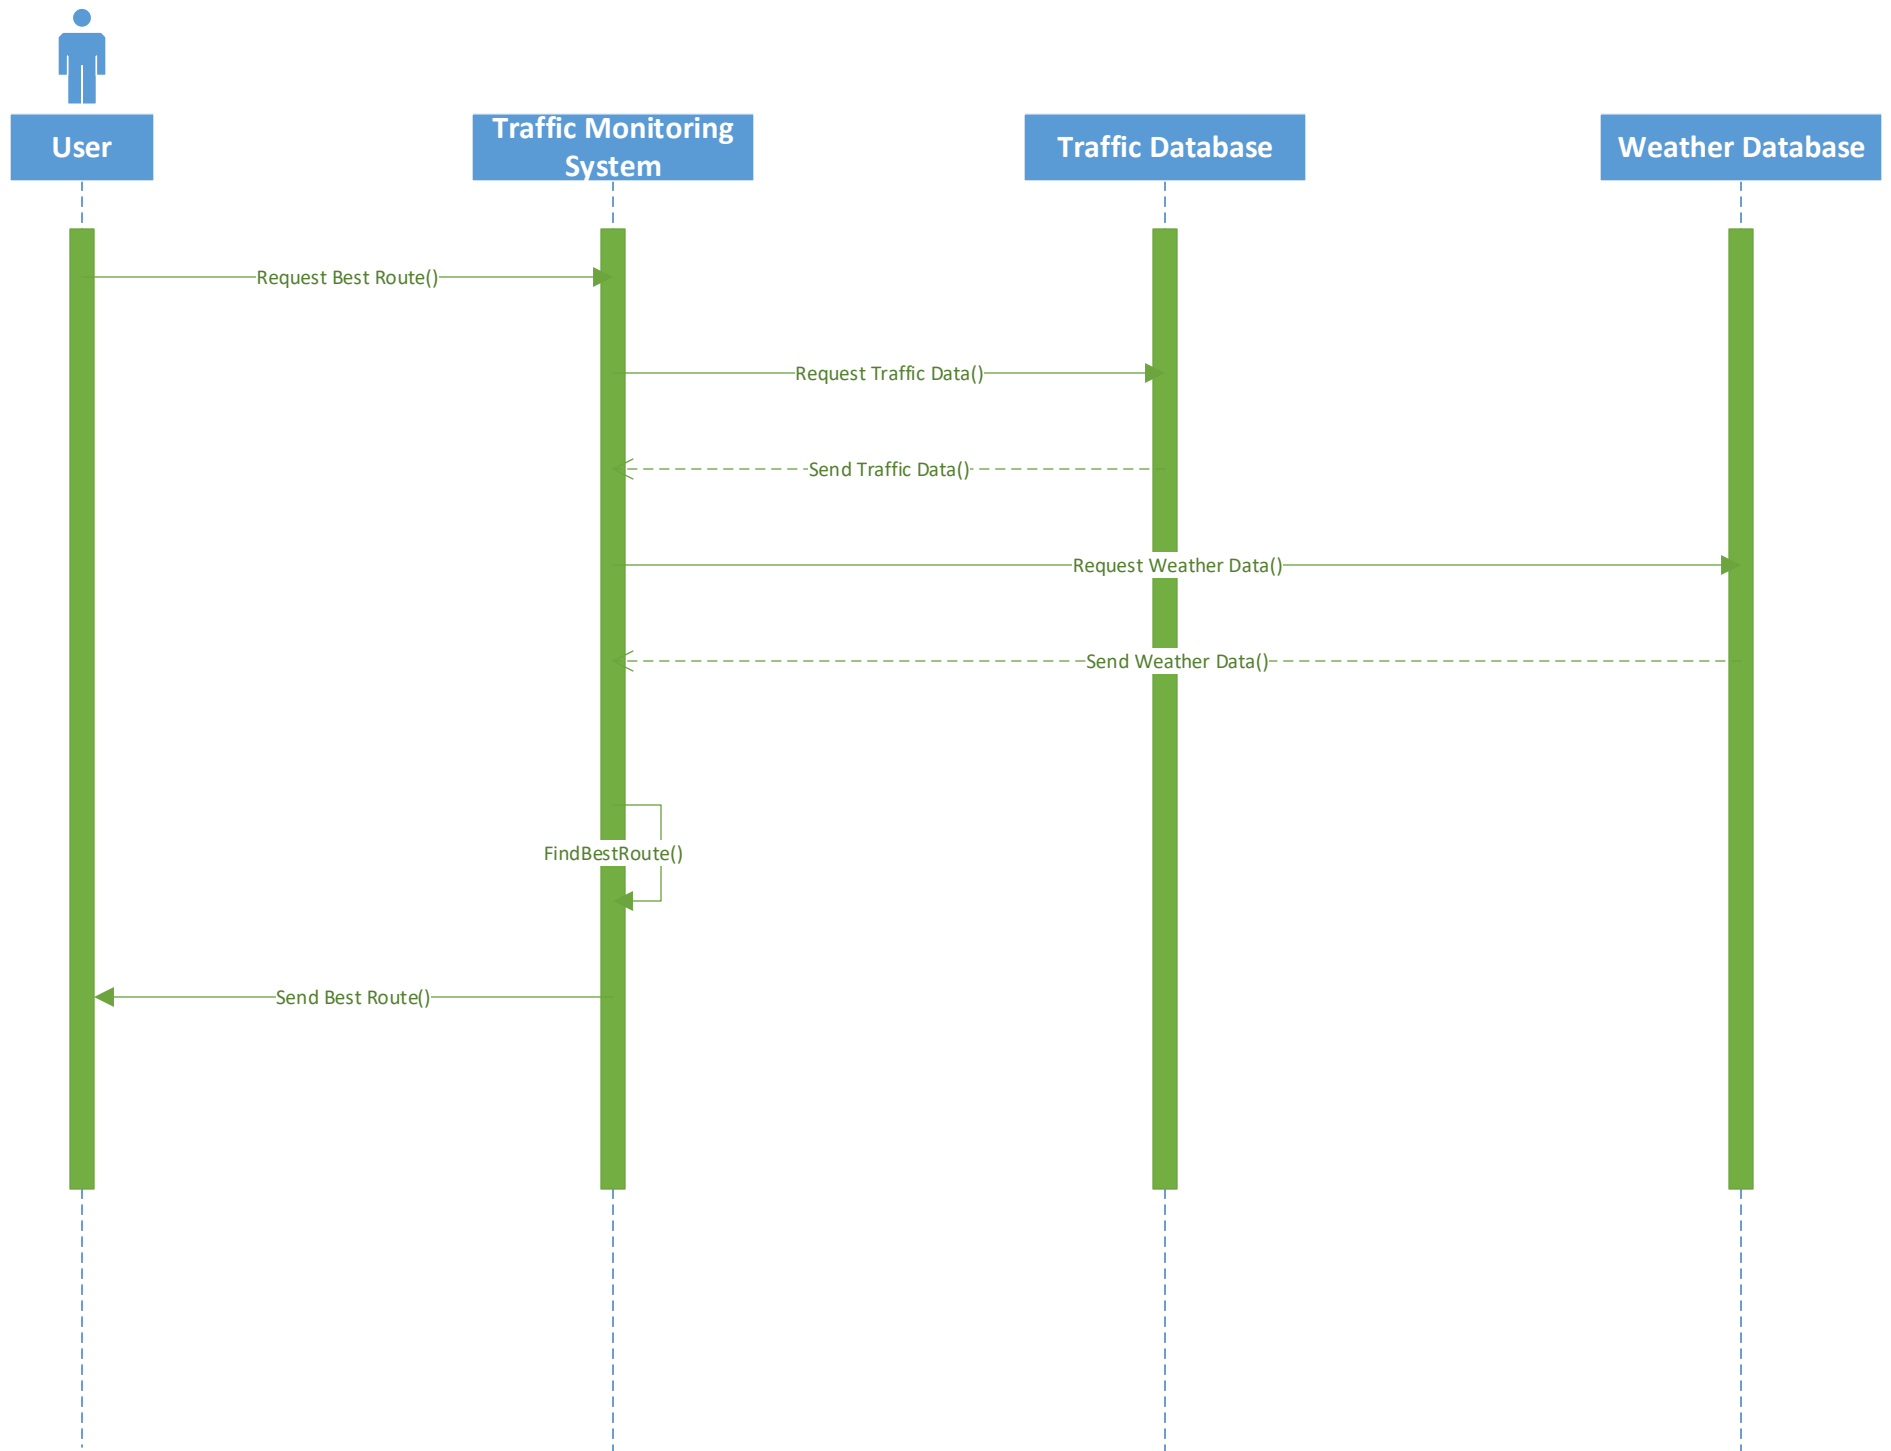 User
Traffic Monitoring
System
Traffic Database
Weather Database
Request Best Route()
Request Traffic Data()
Send Traffic Data()
Request Weather Data()
Send Weather Data()
FindBestRoute()
Send Best Route()